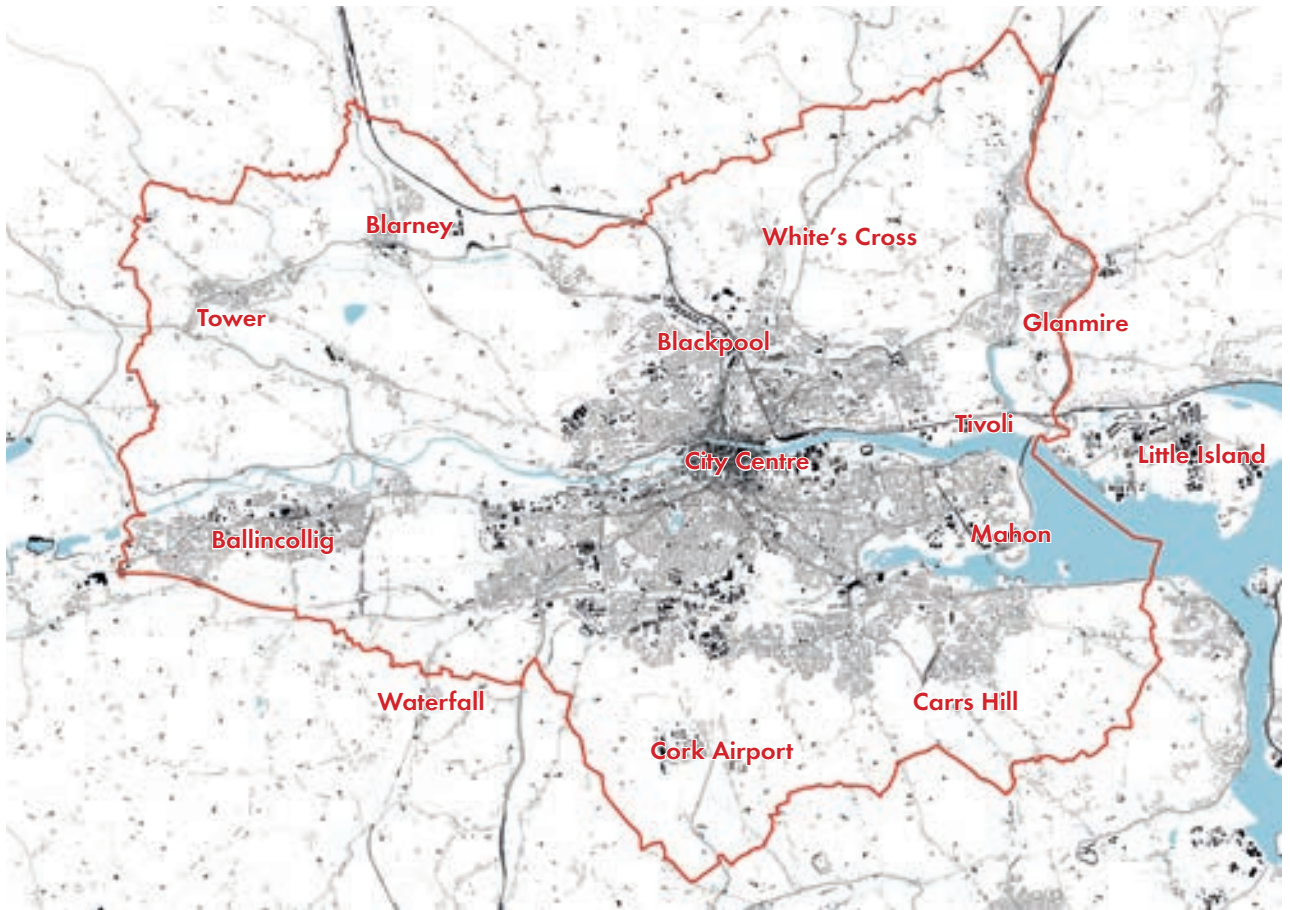 Blarney
White's Cross
Tower
Glanmire
Blackpool
Tivoli
City Centre
Little Island
Ballincollig
Mahon
Waterfall
Carrs Hill
Cork Airport